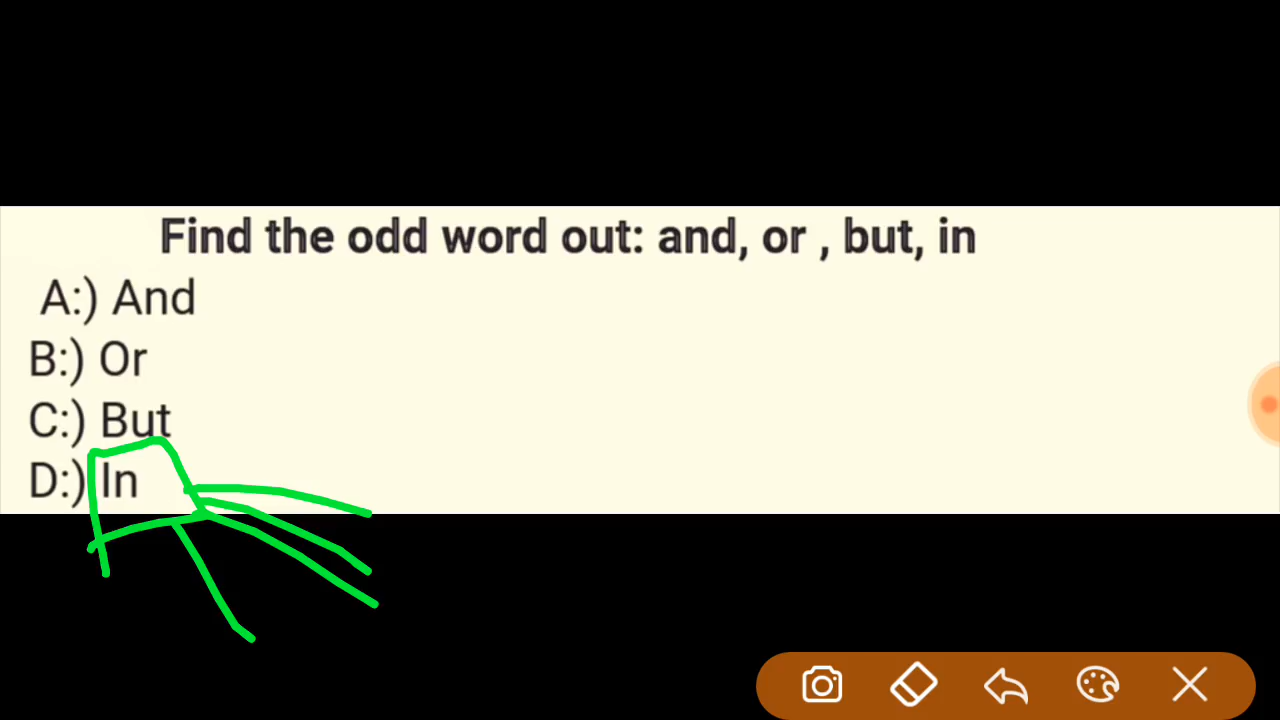 Find the odd word out: and, or , but, in
A:) And
B:) Or
C:) But
D:) In